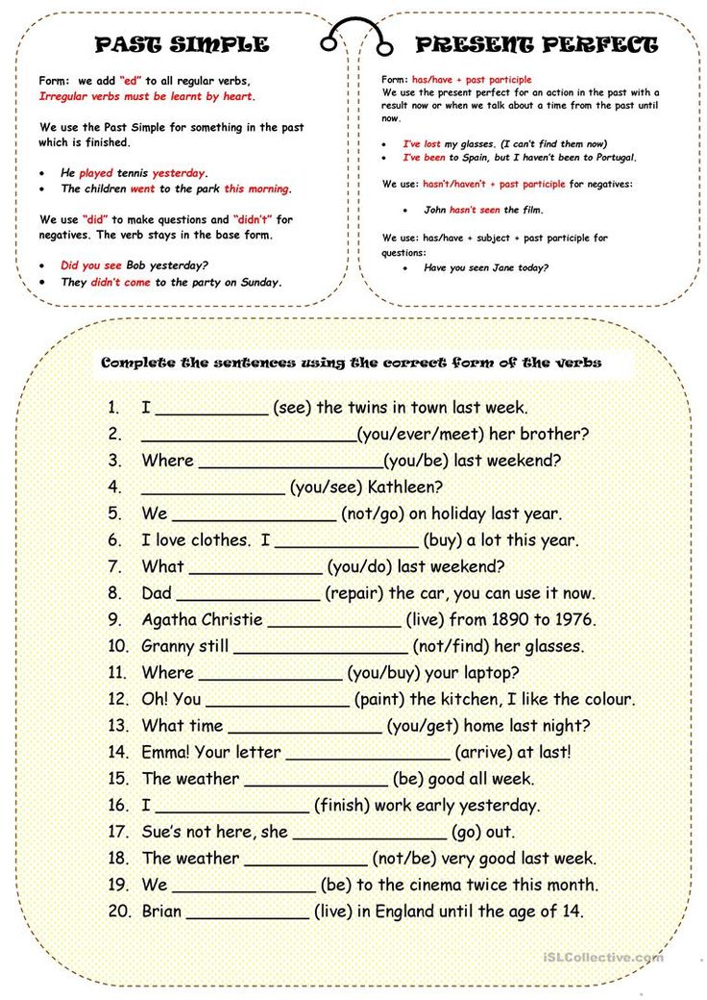 PAST SIMPLE
Form: we add "ed" to all regular verbs,
Irregular verbs must be learnt by heart.
We use the Past Simple for something in the past
which is finished.
• He played tennis yesterday.
• The children went to the park this morning.
We use "did" to make questions and "didn't" for
negatives. The verb stays in the base form.
• Did you see Bob yesterday?
• They didn't come to the party on Sunday.
PRESENT PERFECT
Form: has/have + past participle
We use the present perfect for an action in the past with a
result now or when we talk about a time from the past until
now.
• I've lost my glasses. (I can't find them now)
• I've been to Spain, but I haven't been to Portugal.
We use: hasn't/haven't + past participle for negatives:
• John hasn't seen the film.
We use: has/have + subject + past participle for
questions:
• Have you seen Jane today?
Complete the sentences using the correct form of the verbs
1. I ____________ (see) the twins in town last week.
2. _______________________(you/ever/meet) her brother?
3. Where ____________________(you/be) last weekend?
4. ________________ (you/see) Kathleen?
5. We __________________ (not/go) on holiday last year.
6. I love clothes. I ________________ (buy) a lot this year.
7. What _______________ (you/do) last weekend?
8. Dad ________________ (repair) the car, you can use it now.
9. Agatha Christie _______________ (live) from 1890 to 1976.
10. Granny still ___________________ (not/find) her glasses.
11. Where ________________ (you/buy) your laptop?
12. Oh! You ________________ (paint) the kitchen, I like the colour.
13. What time _________________ (you/get) home last night?
14. Emma! Your letter __________________ (arrive) at last!
15. The weather ________________ (be) good all week.
16. I _________________ (finish) work early yesterday.
17. Sue's not here, she _________________ (go) out.
18. The weather ______________ (not/be) very good last week.
19. We ________________ (be) to the cinema twice this month.
20. Brian ______________ (live) in England until the age of 14.
iSLCollective.com